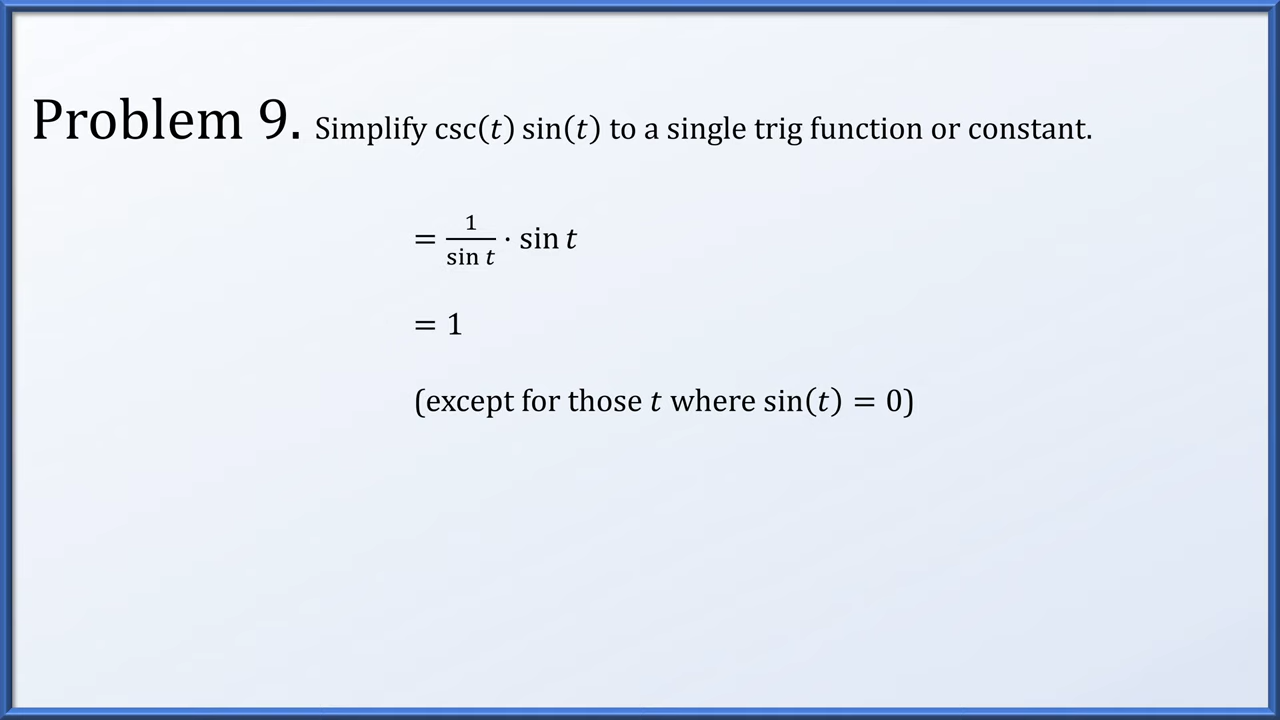 Problem 9. Simplify csc(t) sin(t) to a single trig function or constant.
= 1/sin t · sin t
= 1
(except for those t where sin(t) = 0)